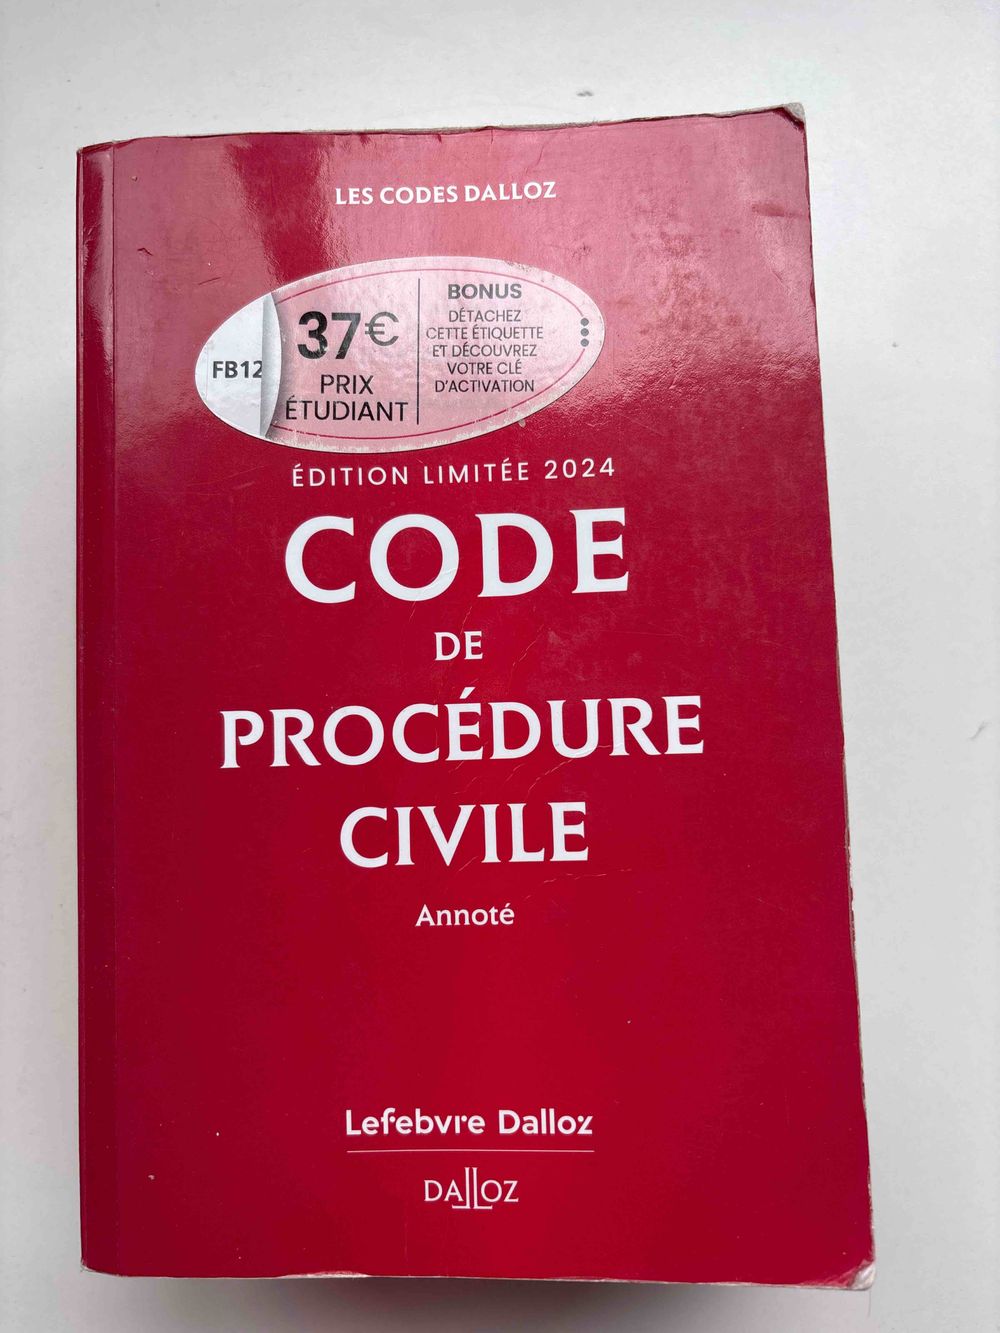 LES CODES DALLOZ
FB12
37€
PRIX
ÉTUDIANT
BONUS
DÉTACHEZ
CETTE ÉTIQUETTE
ET DÉCOUVREZ
VOTRE CLÉ
D'ACTIVATION
ÉDITION LIMITÉE 2024
CODE
DE
PROCÉDURE
CIVILE
Annoté
Lefebvre Dalloz
DALLOZ